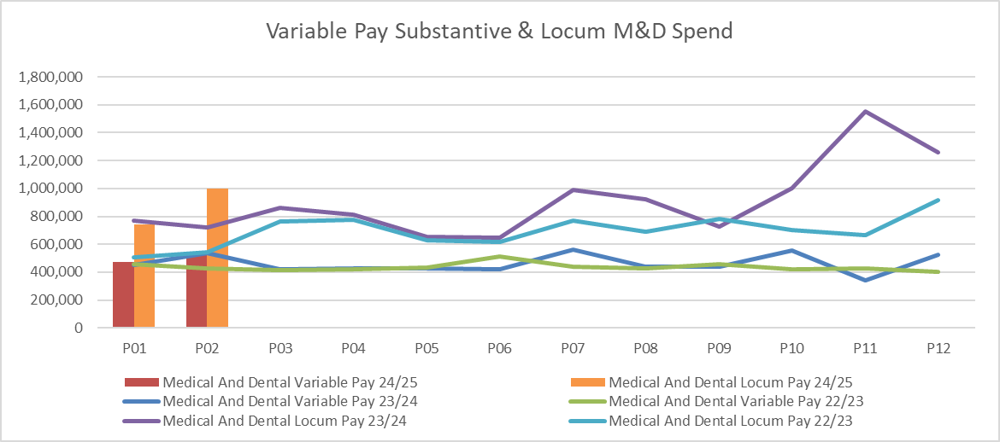 Variable Pay Substantive & Locum M&D Spend
1,800,000
1,600,000
1,400,000
1,200,000
1,000,000
800,000
600,000
400,000
200,000
0
P01 P02 P03 P04 P05 P06 P07 P08 P09 P10 P11 P12
Medical And Dental Variable Pay 24/25 Medical And Dental Locum Pay 24/25
Medical And Dental Variable Pay 23/24 Medical And Dental Variable Pay 22/23
Medical And Dental Locum Pay 23/24 Medical And Dental Locum Pay 22/23